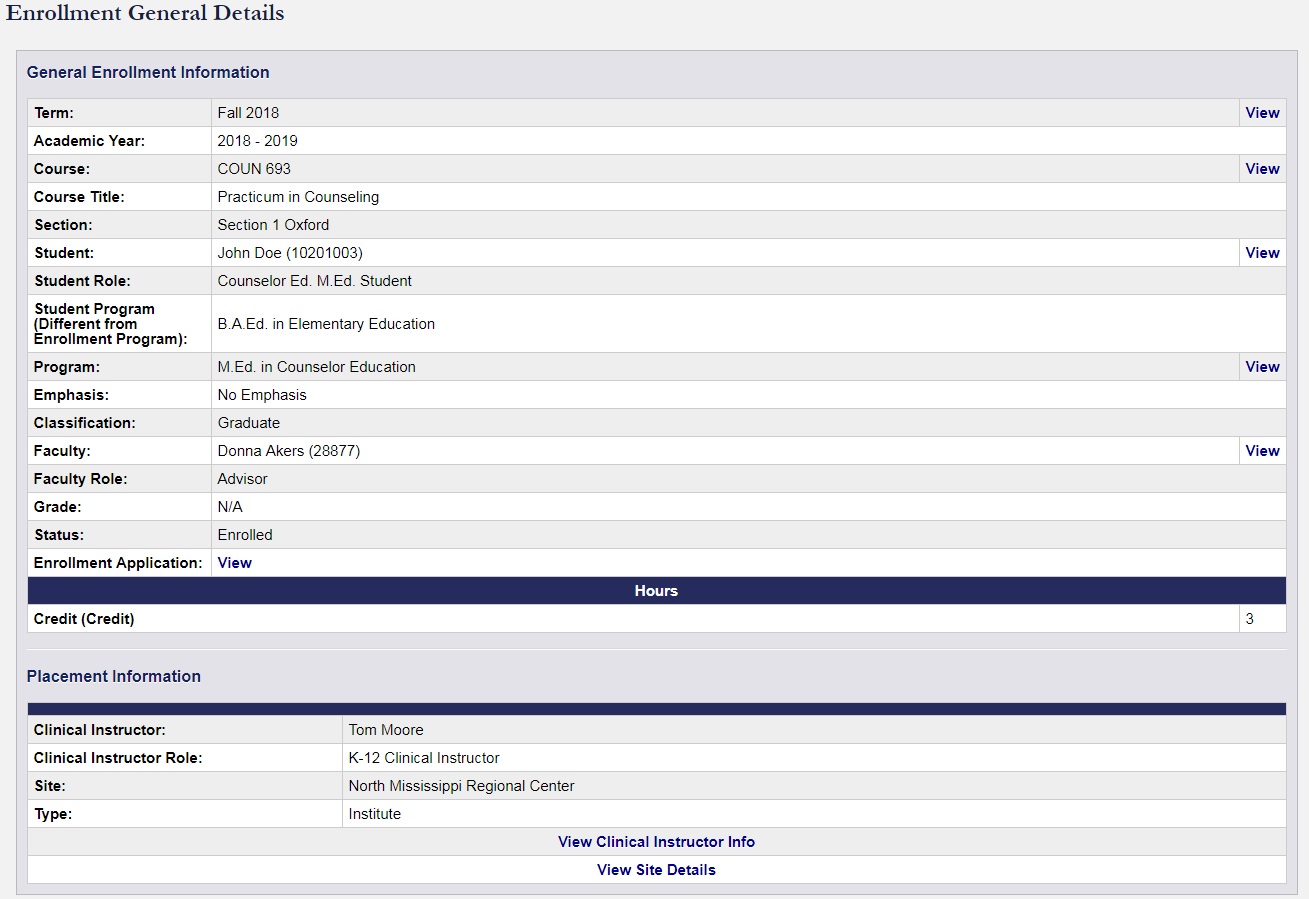 Enrollment General Details
General Enrollment Information
Term: Fall 2018 View
Academic Year: 2018 - 2019
Course: COUN 693 View
Course Title: Practicum in Counseling
Section: Section 1 Oxford
Student: John Doe (10201003) View
Student Role: Counselor Ed. M.Ed. Student
Student Program
(Different from
Enrollment Program): B.A.Ed. in Elementary Education
Program: M.Ed. in Counselor Education View
Emphasis: No Emphasis
Classification: Graduate
Faculty: Donna Akers (28877) View
Faculty Role: Advisor
Grade: N/A
Status: Enrolled
Enrollment Application: View
Hours
Credit (Credit) 3
Placement Information
Clinical Instructor: Tom Moore
Clinical Instructor Role: K-12 Clinical Instructor
Site: North Mississippi Regional Center
Type: Institute
View Clinical Instructor Info
View Site Details